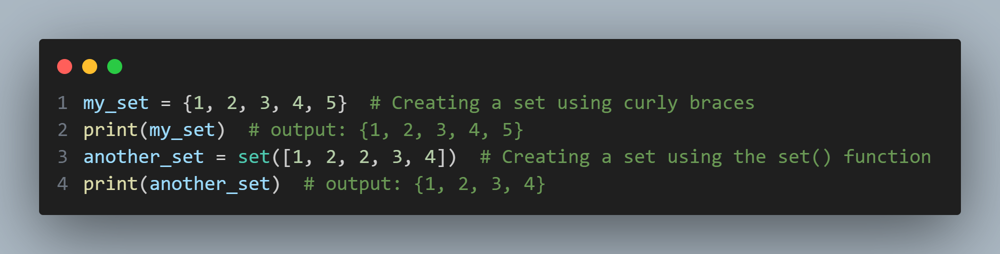 1 my_set = {1, 2, 3, 4, 5}  # Creating a set using curly braces
2 print(my_set)  # output: {1, 2, 3, 4, 5}
3 another_set = set([1, 2, 2, 3, 4])  # Creating a set using the set() function
4 print(another_set)  # output: {1, 2, 3, 4}